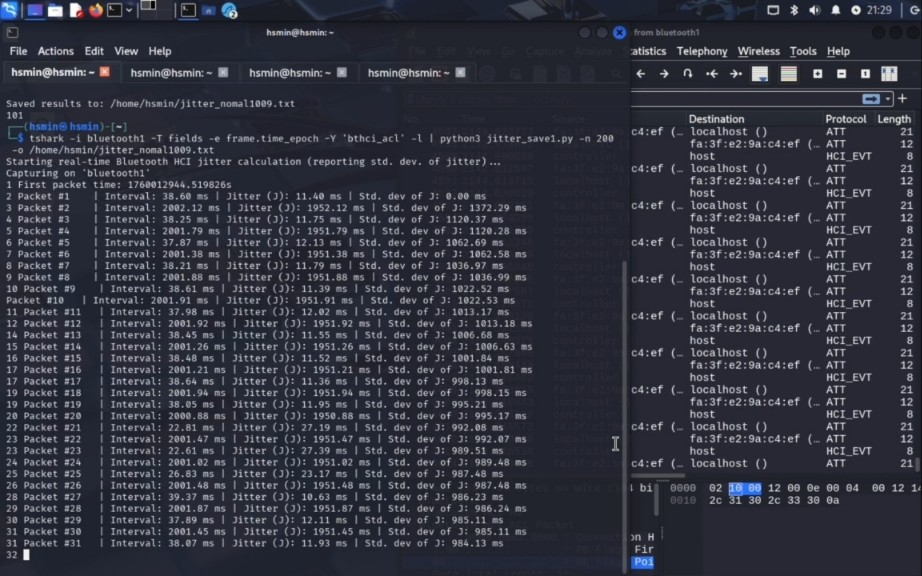 21:29
hsmin@hsmin: ~
from bluetooth1
File Actions Edit View Help
tatistics Telephony Wireless Tools Help
hsmin@hsmin: ~ hsmin@hsmin: ~ hsmin@hsmin: ~ hsmin@hsmin: ~
Saved results to: /home/hsmin/jitter_nomal1009.txt
101
(hsmin㉿hsmin)-[~]
$ tshark -i bluetooth1 -T fields -e frame.time_epoch -Y 'bthci_acl' -l | python3 jitter_save1.py -n 200
-o /home/hsmin/jitter_nomal1009.txt
Starting real-time Bluetooth HCI jitter calculation (reporting std. dev. of jitter)...
Capturing on 'bluetooth1'
1 First packet time: 1760012944.519826s
2 Packet #1 | Interval: 38.60 ms | Jitter (J): 11.40 ms | Std. dev of J: 0.00 ms
3 Packet #2 | Interval: 2002.12 ms | Jitter (J): 1952.12 ms | Std. dev of J: 1372.29 ms
4 Packet #3 | Interval: 38.25 ms | Jitter (J): 11.75 ms | Std. dev of J: 1120.37 ms
5 Packet #4 | Interval: 2001.79 ms | Jitter (J): 1951.79 ms | Std. dev of J: 1120.28 ms
6 Packet #5 | Interval: 37.87 ms | Jitter (J): 12.13 ms | Std. dev of J: 1062.69 ms
7 Packet #6 | Interval: 2001.38 ms | Jitter (J): 1951.38 ms | Std. dev of J: 1062.58 ms
8 Packet #7 | Interval: 38.21 ms | Jitter (J): 11.79 ms | Std. dev of J: 1036.97 ms
9 Packet #8 | Interval: 2001.88 ms | Jitter (J): 1951.88 ms | Std. dev of J: 1036.99 ms
10 Packet #9 | Interval: 38.61 ms | Jitter (J): 11.39 ms | Std. dev of J: 1022.52 ms
Packet #10 | Interval: 2001.91 ms | Jitter (J): 1951.91 ms | Std. dev of J: 1022.53 ms
11 Packet #11 | Interval: 37.98 ms | Jitter (J): 12.02 ms | Std. dev of J: 1013.17 ms
12 Packet #12 | Interval: 2001.92 ms | Jitter (J): 1951.92 ms | Std. dev of J: 1013.18 ms
14 Packet #13 | Interval: 38.45 ms | Jitter (J): 11.55 ms | Std. dev of J: 1006.68 ms
15 Packet #14 | Interval: 2001.26 ms | Jitter (J): 1951.26 ms | Std. dev of J: 1006.63 ms
16 Packet #15 | Interval: 38.48 ms | Jitter (J): 11.52 ms | Std. dev of J: 1001.84 ms
17 Packet #16 | Interval: 2001.21 ms | Jitter (J): 1951.21 ms | Std. dev of J: 1001.81 ms
17 Packet #17 | Interval: 38.64 ms | Jitter (J): 11.36 ms | Std. dev of J: 998.13 ms
19 Packet #18 | Interval: 2001.94 ms | Jitter (J): 1951.94 ms | Std. dev of J: 998.15 ms
19 Packet #19 | Interval: 38.05 ms | Jitter (J): 11.95 ms | Std. dev of J: 995.21 ms
20 Packet #20 | Interval: 2000.88 ms | Jitter (J): 1950.88 ms | Std. dev of J: 995.17 ms
22 Packet #21 | Interval: 22.81 ms | Jitter (J): 27.19 ms | Std. dev of J: 992.08 ms
23 Packet #22 | Interval: 2001.47 ms | Jitter (J): 1951.47 ms | Std. dev of J: 992.07 ms
23 Packet #23 | Interval: 22.61 ms | Jitter (J): 27.39 ms | Std. dev of J: 989.51 ms
24 Packet #24 | Interval: 2001.02 ms | Jitter (J): 1951.02 ms | Std. dev of J: 989.48 ms
25 Packet #25 | Interval: 26.83 ms | Jitter (J): 23.17 ms | Std. dev of J: 987.48 ms
26 Packet #26 | Interval: 2001.48 ms | Jitter (J): 1951.48 ms | Std. dev of J: 987.48 ms
28 Packet #27 | Interval: 39.37 ms | Jitter (J): 10.63 ms | Std. dev of J: 986.23 ms
29 Packet #28 | Interval: 2001.87 ms | Jitter (J): 1951.87 ms | Std. dev of J: 986.24 ms
30 Packet #29 | Interval: 37.89 ms | Jitter (J): 12.11 ms | Std. dev of J: 985.11 ms
31 Packet #30 | Interval: 2001.45 ms | Jitter (J): 1951.45 ms | Std. dev of J: 985.11 ms
31 Packet #31 | Interval: 38.07 ms | Jitter (J): 11.93 ms | Std. dev of J: 984.13 ms
32
Destination Protocol Length
c4:ef (… localhost () ATT 21
fa:3f:e2:9a:c4:ef (… ATT 12
host HCI_EVT 8
c4:ef (… localhost () ATT 21
fa:3f:e2:9a:c4:ef (… ATT 12
host HCI_EVT 8
c4:ef (… localhost () ATT 21
fa:3f:e2:9a:c4:ef (… ATT 12
host HCI_EVT 8
c4:ef (… localhost () ATT 21
fa:3f:e2:9a:c4:ef (… ATT 12
host HCI_EVT 8
c4:ef (… localhost () ATT 21
fa:3f:e2:9a:c4:ef (… ATT 12
host HCI_EVT 8
c4:ef (… localhost () ATT 21
fa:3f:e2:9a:c4:ef (… ATT 12
host HCI_EVT 8
c4:ef (… localhost () ATT 21
fa:3f:e2:9a:c4:ef (… ATT 12
host HCI_EVT 8
c4:ef (… localhost () ATT 21
fa:3f:e2:9a:c4:ef (… ATT 12
host HCI_EVT 8
c4:ef (… localhost () ATT 21
fa:3f:e2:9a:c4:ef (… ATT 12
host HCI_EVT 8
c4:ef (… localhost () ATT 21
4 bi
0000 02 10 00 12 00 0e 00 04 00 12 1
0010 2c 31 30 2c 33 30 0a
ion H
Fir
Poi